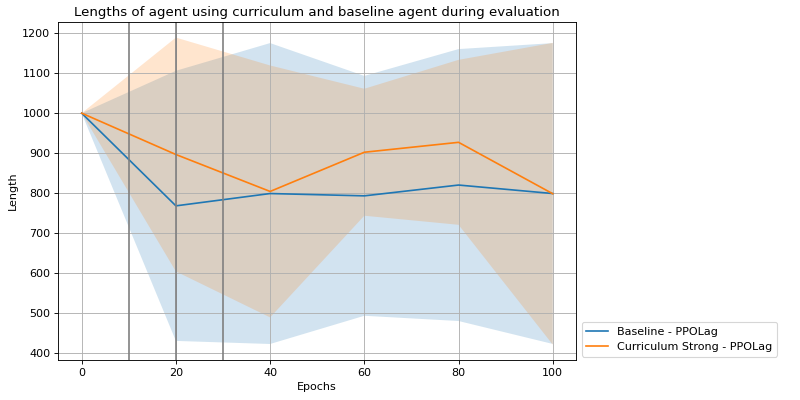 Lengths of agent using curriculum and baseline agent during evaluation
1200
1100
1000
900
800
700
600
500
400
Length
0 20 40 60 80 100
Epochs
Baseline - PPOLag
Curriculum Strong - PPOLag